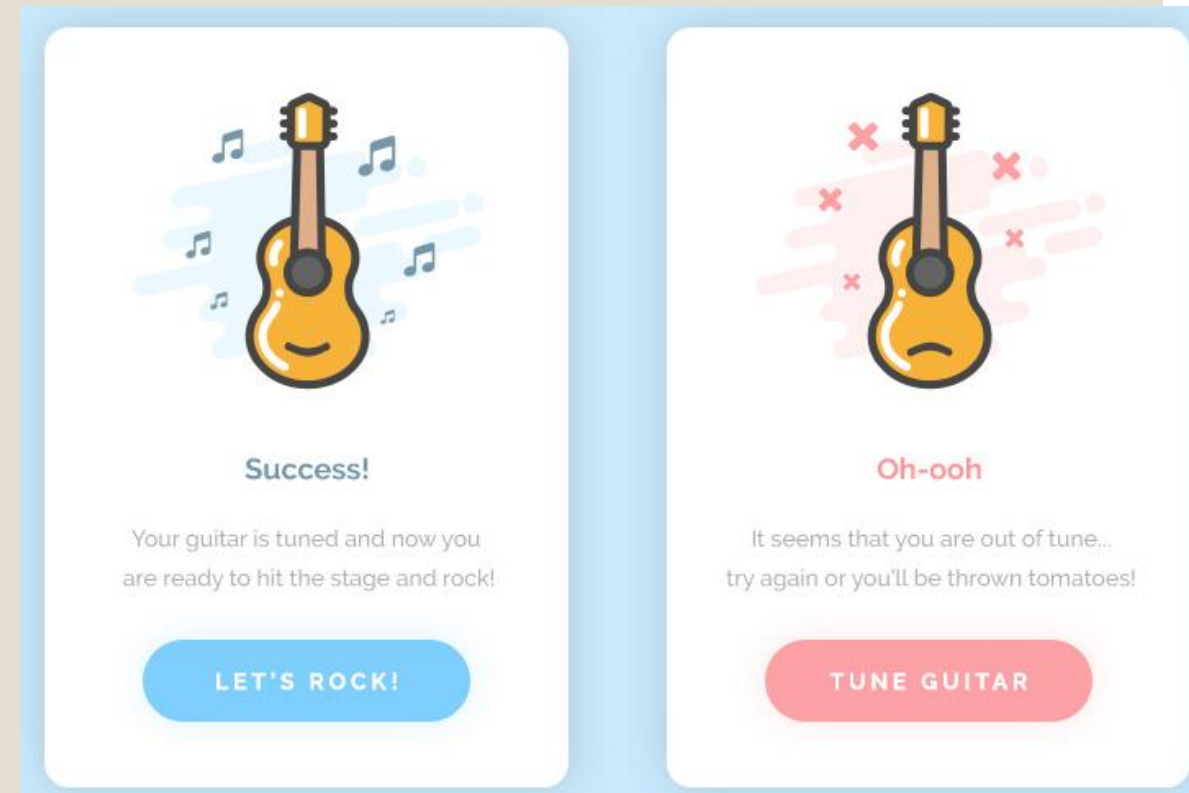 Success!
Your guitar is tuned and now you
are ready to hit the stage and rock!
LET'S ROCK!
Oh-ooh
It seems that you are out of tune...
try again or you'll be thrown tomatoes!
TUNE GUITAR